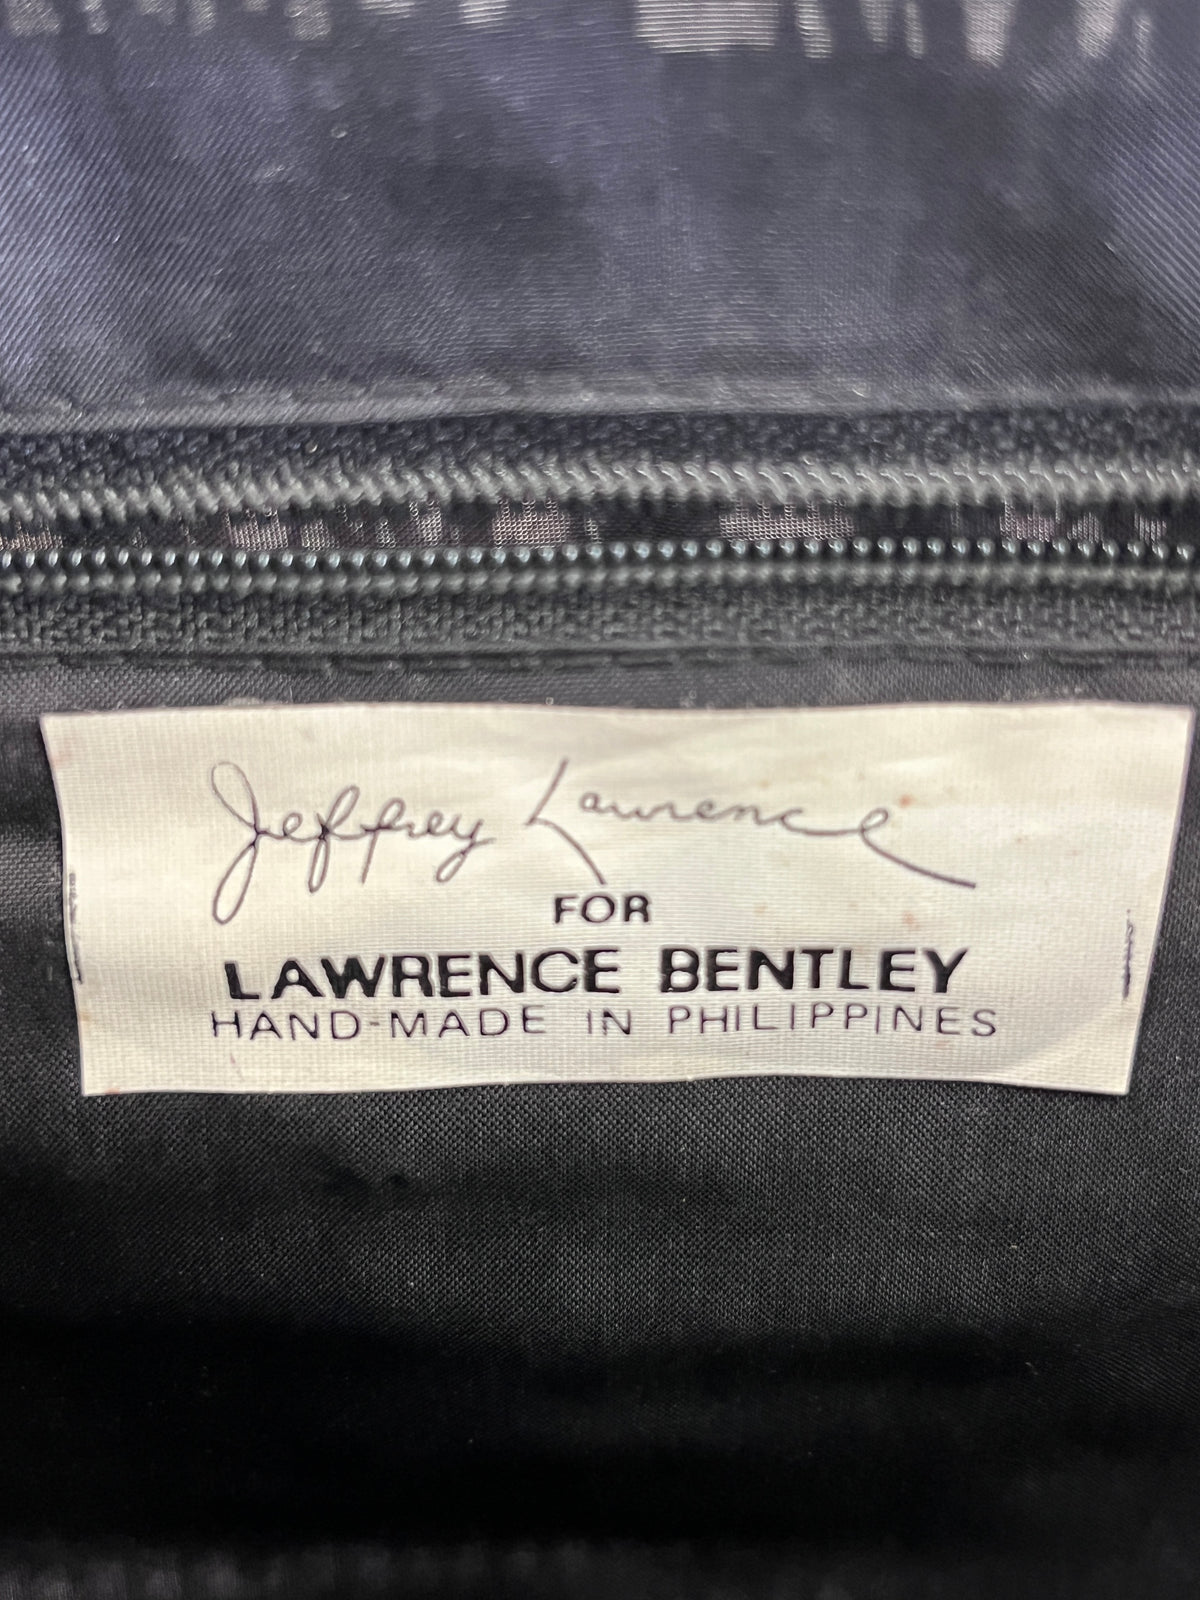 Jeffrey Lawrence
FOR
LAWRENCE BENTLEY
HAND-MADE IN PHILIPPINES